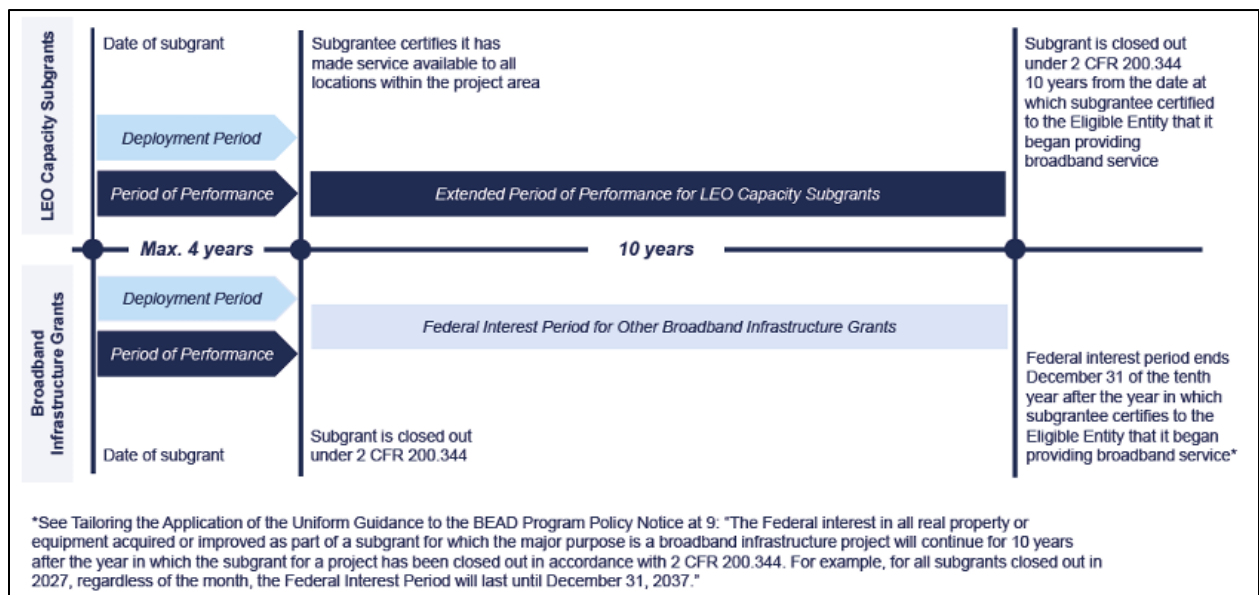 LEO Capacity Subgrants
Date of subgrant
Subgrantee certifies it has
made service available to all
locations within the project area
Subgrant is closed out
under 2 CFR 200.344
10 years from the date at
which subgrantee certified
to the Eligible Entity that it
began providing
broadband service
Deployment Period
Period of Performance
Extended Period of Performance for LEO Capacity Subgrants
Max. 4 years
10 years
Broadband
Infrastructure Grants
Deployment Period
Period of Performance
Federal Interest Period for Other Broadband Infrastructure Grants
Date of subgrant
Subgrant is closed out
under 2 CFR 200.344
Federal interest period ends
December 31 of the tenth
year after the year in which
subgrantee certifies to the
Eligible Entity that it began
providing broadband service*
*See Tailoring the Application of the Uniform Guidance to the BEAD Program Policy Notice at 9: "The Federal interest in all real property or
equipment acquired or improved as part of a subgrant for which the major purpose is a broadband infrastructure project will continue for 10 years
after the year in which the subgrant for a project has been closed out in accordance with 2 CFR 200.344. For example, for all subgrants closed out in
2027, regardless of the month, the Federal Interest Period will last until December 31, 2037."